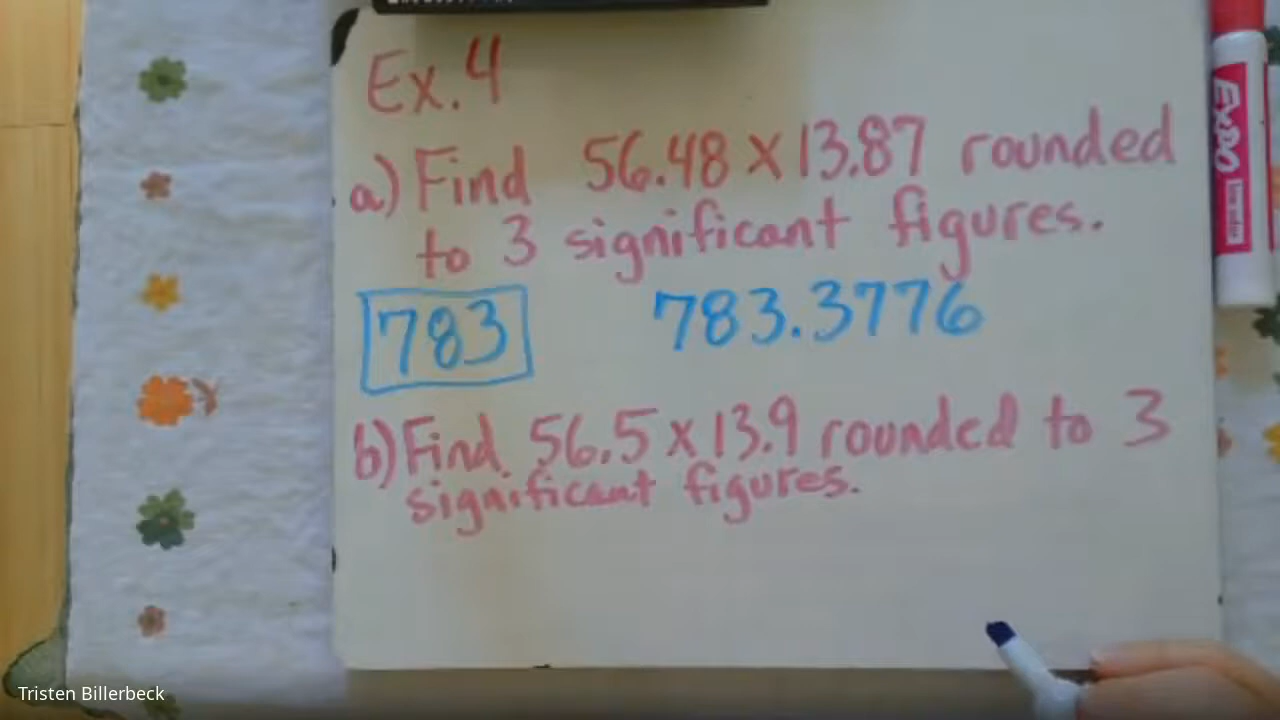 Ex.4
a) Find 56.48 x 13.87 rounded
to 3 significant figures.
783 783.3776
b) Find 56.5 x 13.9 rounded to 3
significant figures.
EXPO
Tristen Billerbeck